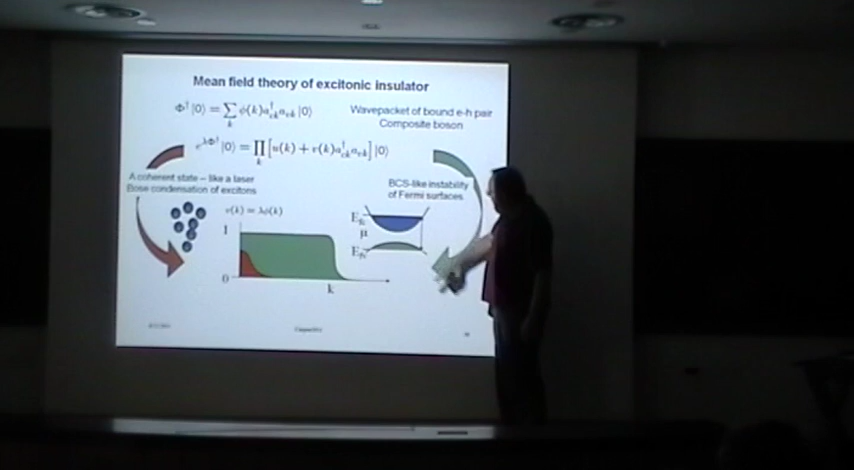 Mean field theory of excitonic insulator
Φ† |0⟩ = ∑ₖ ϕ(k)a†_ck a_vk |0⟩
Wavepacket of bound e-h pair
Composite boson
e^λΦ† |0⟩ = ∏ₖ [u(k) + v(k)a†_ck a_vk] |0⟩
A coherent state – like a laser
Bose condensation of excitons
BCS-like instability
of Fermi surfaces
v(k) = λϕ(k)
1
0
k
μ